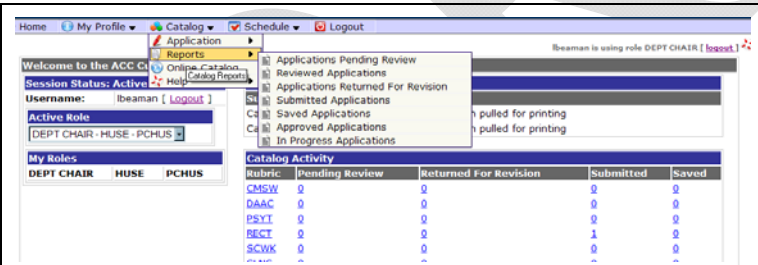 Home My Profile Catalog Schedule Logout
Application
lbeaman is using role DEPT CHAIR [ logout ]
Reports
Applications Pending Review
Welcome to the ACC Cu
Online Catalog
Reviewed Applications
Session Status: Active
Help
Catalog Reports
Applications Returned For Revision
Username: lbeaman [ Logout ]
Submitted Applications
Active Role
Ca
Saved Applications
n pulled for printing
DEPT CHAIR - HUSE - PCHUS
Ca
Approved Applications
n pulled for printing
In Progress Applications
My Roles
Catalog Activity
DEPT CHAIR HUSE PCHUS
Rubric Pending Review Returned For Revision Submitted Saved
CMSW 0 0 0 0
DAAC 0 0 0 0
PSYT 0 0 0 0
RECT 0 0 1 0
SCWK 0 0 0 0